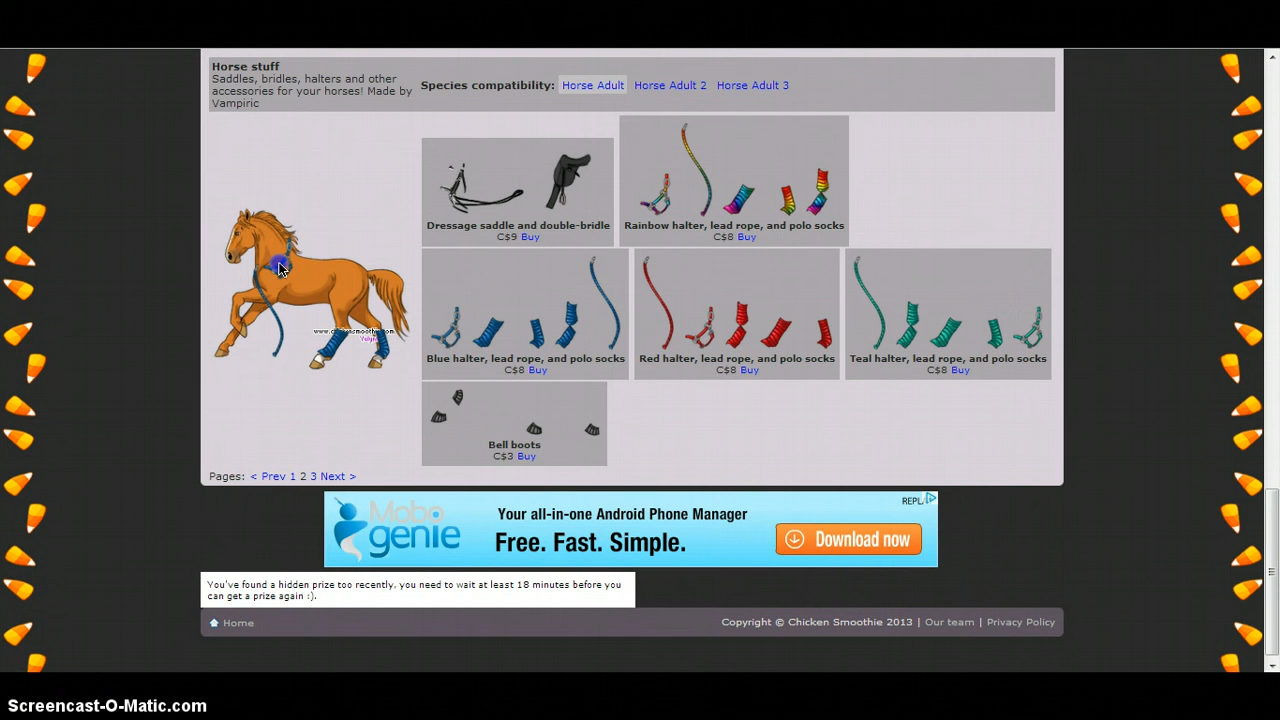 Horse stuff
Saddles, bridles, halters and other
accessories for your horses! Made by
Vampiric
Species compatibility: Horse Adult Horse Adult 2 Horse Adult 3
Dressage saddle and double-bridle
C$9 Buy
Rainbow halter, lead rope, and polo socks
C$8 Buy
Blue halter, lead rope, and polo socks
C$8 Buy
Red halter, lead rope, and polo socks
C$8 Buy
Teal halter, lead rope, and polo socks
C$8 Buy
Bell boots
C$3 Buy
Pages: < Prev 1 2 3 Next >
Mobo
genie
Your all-in-one Android Phone Manager
Free. Fast. Simple.
Download now
You've found a hidden prize too recently, you need to wait at least 18 minutes before you
can get a prize again :).
Home
Copyright © Chicken Smoothie 2013 | Our team | Privacy Policy
Screencast-O-Matic.com